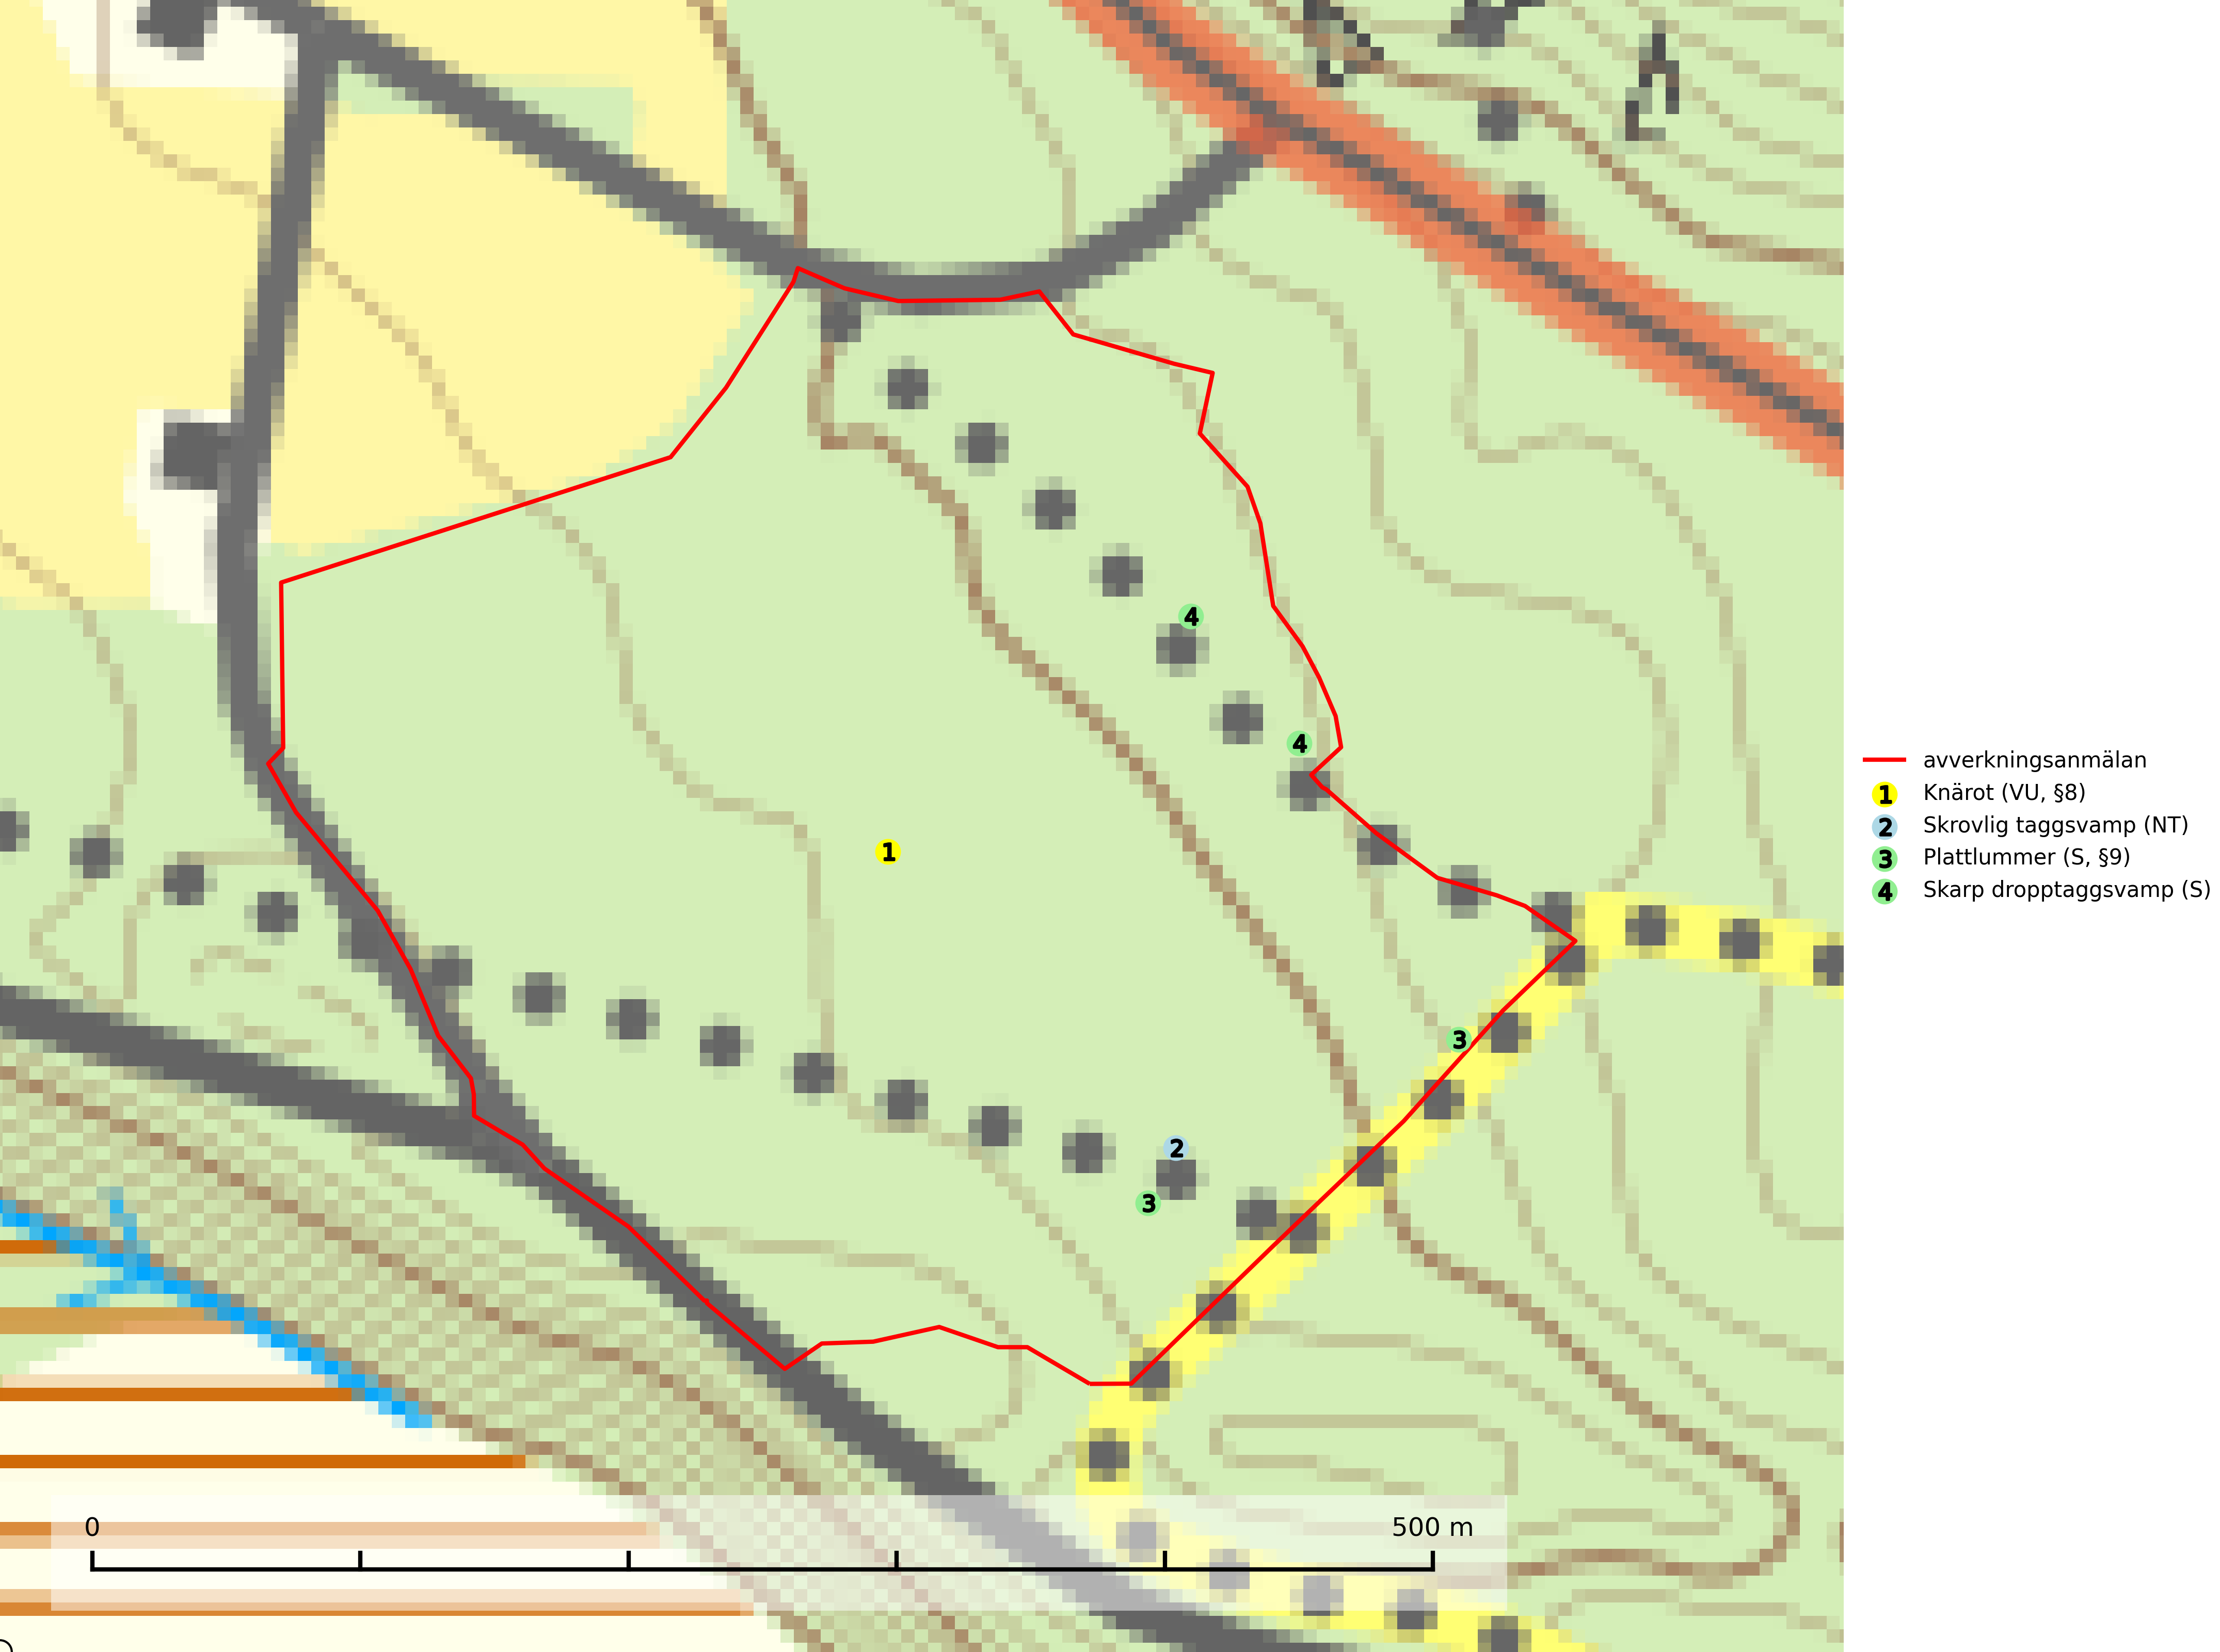 4
4
1
3
2
3
0 500 m
avverkningsanmälan
1 Knärot (VU, §8)
2 Skrovlig taggsvamp (NT)
3 Plattlummer (S, §9)
4 Skarp dropptaggsvamp (S)